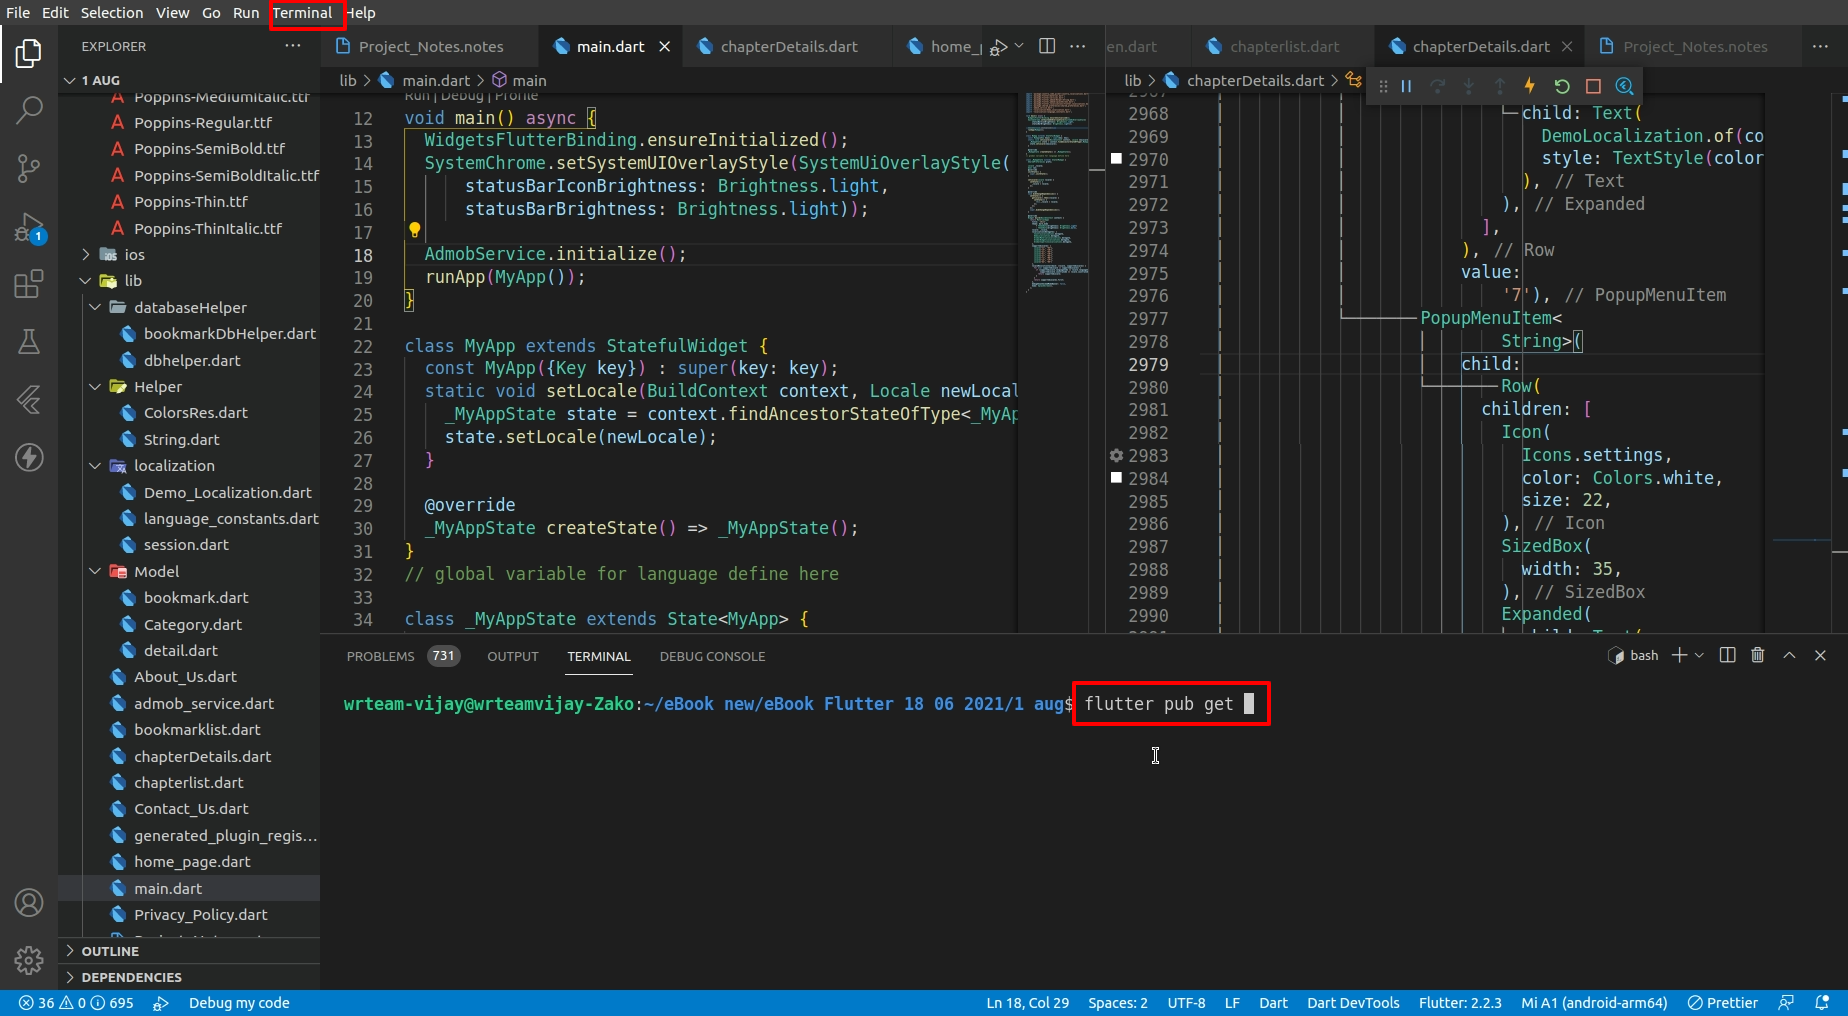 File Edit Selection View Go Run Terminal Help
EXPLORER
1 AUG
Poppins-MediumItalic.ttf
Poppins-Regular.ttf
Poppins-SemiBold.ttf
Poppins-SemiBoldItalic.ttf
Poppins-Thin.ttf
Poppins-ThinItalic.ttf
ios
lib
databaseHelper
bookmarkDbHelper.dart
dbhelper.dart
Helper
ColorsRes.dart
String.dart
localization
Demo_Localization.dart
language_constants.dart
session.dart
Model
bookmark.dart
Category.dart
detail.dart
About_Us.dart
admob_service.dart
bookmarklist.dart
chapterDetails.dart
chapterlist.dart
Contact_Us.dart
generated_plugin_regis...
home_page.dart
main.dart
Privacy_Policy.dart
OUTLINE
DEPENDENCIES
Project_Notes.notes main.dart chapterDetails.dart home_
lib > main.dart > main
Run | Debug | Profile
12 void main() async {
13 WidgetsFlutterBinding.ensureInitialized();
14 SystemChrome.setSystemUIOverlayStyle(SystemUiOverlayStyle(
15 statusBarIconBrightness: Brightness.light,
16 statusBarBrightness: Brightness.light));
17
18 AdmobService.initialize();
19 runApp(MyApp());
20 }
21
22 class MyApp extends StatefulWidget {
23 const MyApp({Key key}) : super(key: key);
24 static void setLocale(BuildContext context, Locale newLocal
25 _MyAppState state = context.findAncestorStateOfType<_MyAp
26 state.setLocale(newLocale);
27 }
28
29 @override
30 _MyAppState createState() => _MyAppState();
31 }
32 // global variable for language define here
33
34 class _MyAppState extends State<MyApp> {
en.dart chapterlist.dart chapterDetails.dart Project_Notes.notes
lib > chapterDetails.dart >
2968 child: Text(
2969 DemoLocalization.of(co
2970 style: TextStyle(color
2971 ), // Text
2972 ), // Expanded
2973 ],
2974 ), // Row
2975 value:
2976 '7'), // PopupMenuItem
2977 PopupMenuItem<
2978 String>(
2979 child:
2980 Row(
2981 children: [
2982 Icon(
2983 Icons.settings,
2984 color: Colors.white,
2985 size: 22,
2986 ), // Icon
2987 SizedBox(
2988 width: 35,
2989 ), // SizedBox
2990 Expanded(
PROBLEMS 731 OUTPUT TERMINAL DEBUG CONSOLE bash
wrteam-vijay@wrteamvijay-Zako:~/eBook new/eBook Flutter 18 06 2021/1 aug$ flutter pub get
1
36 0 695 Debug my code Ln 18, Col 29 Spaces: 2 UTF-8 LF Dart Dart DevTools Flutter: 2.2.3 Mi A1 (android-arm64) Prettier